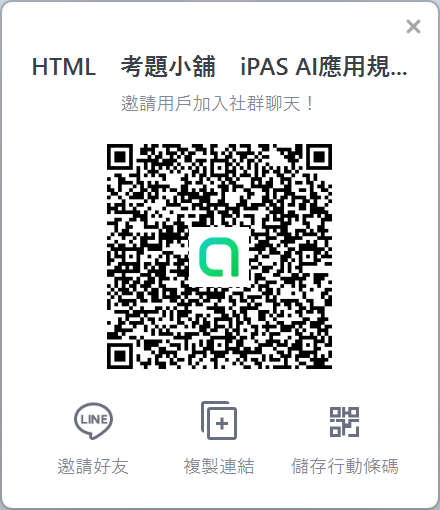 HTML　考題小舖　iPAS AI應用規...
邀請用戶加入社群聊天！
LINE
邀請好友
複製連結
儲存行動條碼